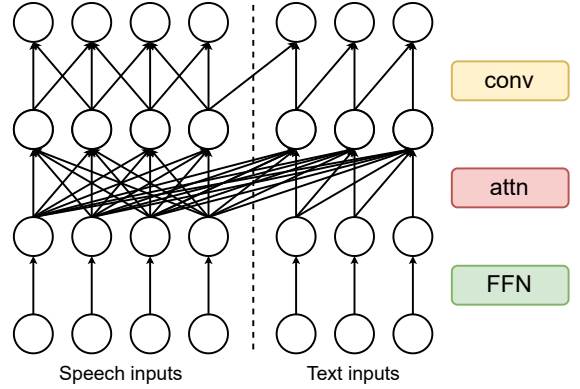 conv
attn
FFN
Speech inputs
Text inputs